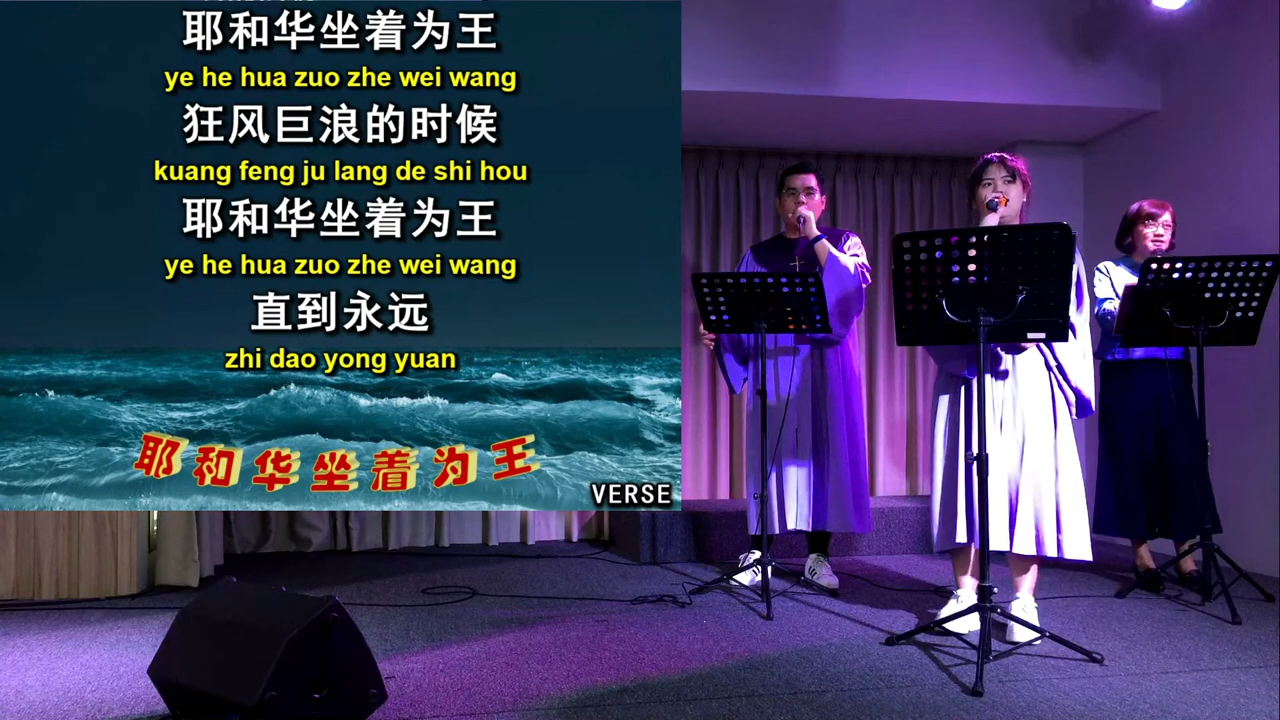 耶和华坐着为王
ye he hua zuo zhe wei wang
狂风巨浪的时候
kuang feng ju lang de shi hou
耶和华坐着为王
ye he hua zuo zhe wei wang
直到永远
zhi dao yong yuan
耶和华坐着为王
VERSE